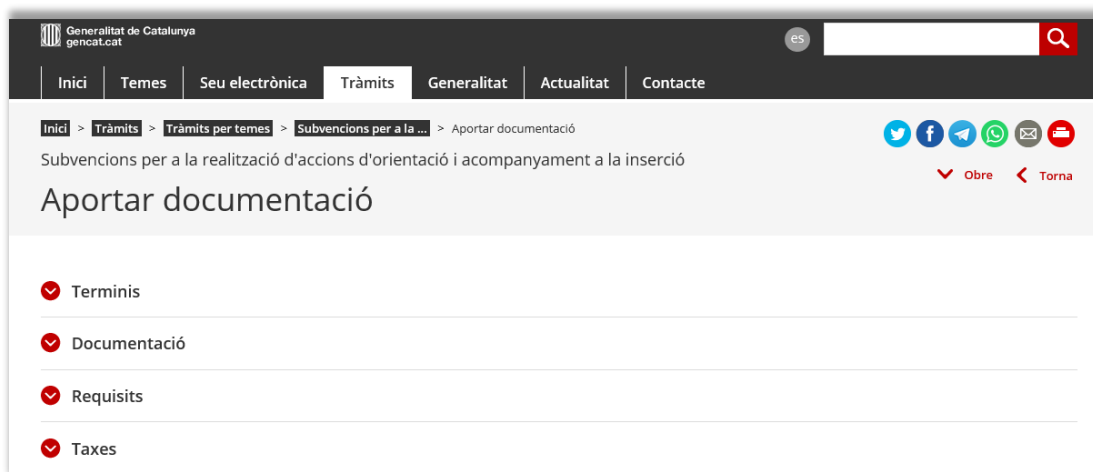 Generalitat de Catalunya
gencat.cat
es
Inici Temes Seu electrònica Tràmits Generalitat Actualitat Contacte
Inici > Tràmits > Tràmits per temes > Subvencions per a la ... > Aportar documentació
Subvencions per a la realització d'accions d'orientació i acompanyament a la inserció
Obre Torna
Aportar documentació
Terminis
Documentació
Requisits
Taxes